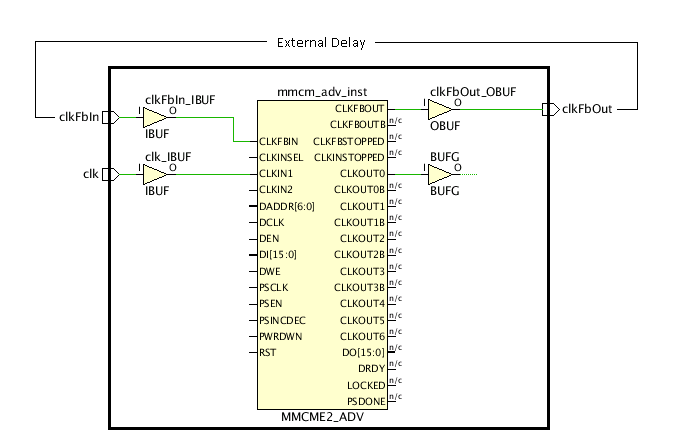 External Delay
mmcm_adv_inst
clkFbIn_IBUF
clkFbOut_OBUF
CLKFBOUT
I O
I O
clkFbIn
clkFbOut
IBUF
CLKFBOUTB n/c
OBUF
CLKFBIN CLKFBSTOPPED n/c
clk_IBUF
CLKINSEL CLKINSTOPPED n/c
BUFG
I O
I O
clk
CLKIN1 CLKOUT0
IBUF
CLKIN2 CLKOUT0B n/c
BUFG
DADDR[6:0] CLKOUT1 n/c
DCLK CLKOUT1B n/c
DEN CLKOUT2 n/c
DI[15:0] CLKOUT2B n/c
DWE CLKOUT3 n/c
PSCLK CLKOUT3B n/c
PSEN CLKOUT4 n/c
PSINCDEC CLKOUT5 n/c
PWRDWN CLKOUT6 n/c
RST DO[15:0] n/c
DRDY n/c
LOCKED n/c
PSDONE n/c
MMCME2_ADV